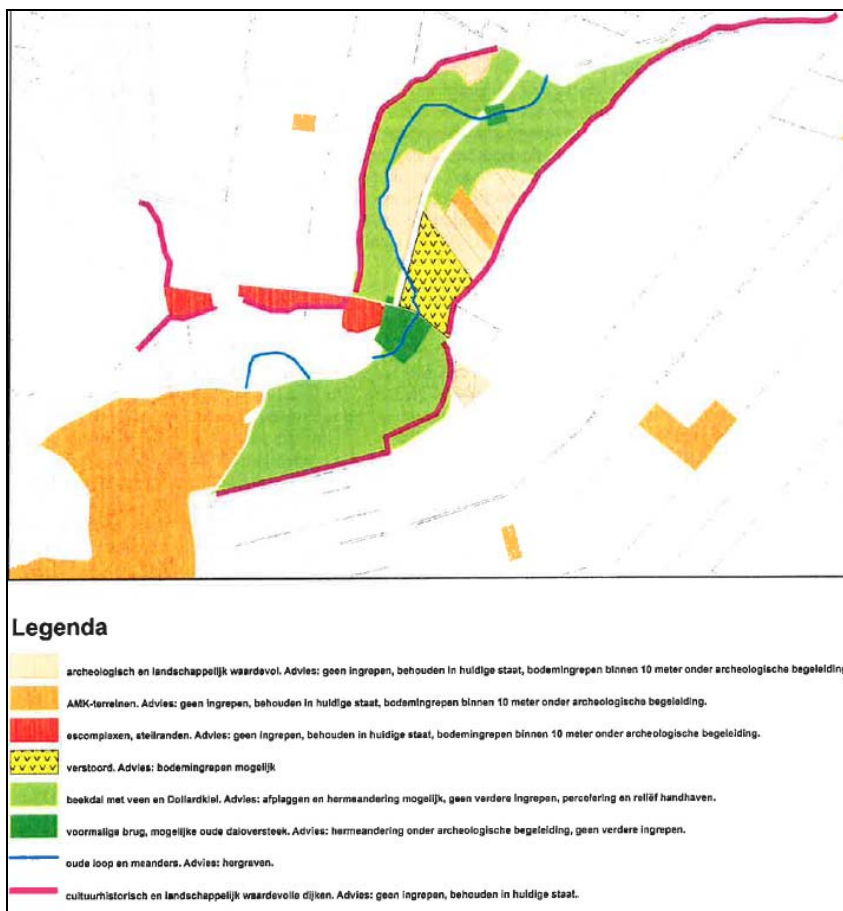 Legenda
archeologisch en landschappelijk waardevol. Advies: geen ingrepen, behouden in huidige staat, bodemingrepen binnen 10 meter onder archeologische begeleiding
AMK-terreinen. Advies: geen ingrepen, behouden in huidige staat, bodemingrepen binnen 10 meter onder archeologische begeleiding.
escomplexen, steilranden. Advies: geen ingrepen, behouden in huidige staat, bodemingrepen binnen 10 meter onder archeologische begeleiding.
verstoord. Advies: bodemingrepen mogelijk
beekdal met veen en Dollardklei. Advies: afplaggen en hermeandering mogelijk, geen verdere ingrepen, percelering en reliëf handhaven.
voormalige brug, mogelijke oude daloversteek. Advies: hermeandering onder archeologische begeleiding, geen verdere ingrepen.
oude loop en meanders. Advies: hergraven.
cultuurhistorisch en landschappelijk waardevolle dijken. Advies: geen ingrepen, behouden in huidige staat.